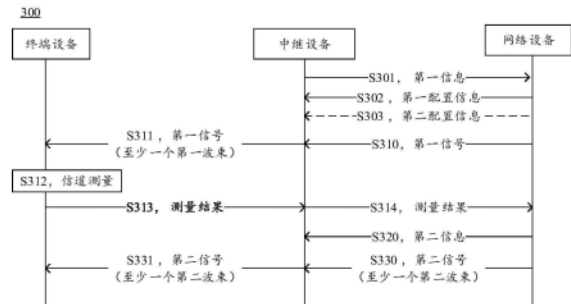 300
终端设备
中继设备
网络设备
S301，第一信息
S302，第一配置信息
S303，第二配置信息
S311，第一信号
（至少一个第一波束）
S310，第一信号
S312，信道测量
S313，测量结果
S314，测量结果
S320，第二信息
S331，第二信号
（至少一个第二波束）
S330，第二信号
（至少一个第二波束）